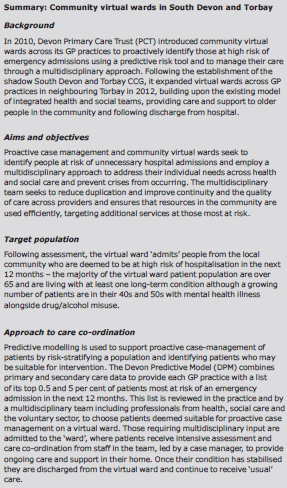 Summary: Community virtual wards in South Devon and Torbay
Background
In 2010, Devon Primary Care Trust (PCT) introduced community virtual
wards across its GP practices to proactively identify those at high risk of
emergency admissions using a predictive risk tool and to manage their care
through a multidisciplinary approach. Following the establishment of the
shadow South Devon and Torbay CCG, it expanded virtual wards across GP
practices in neighbouring Torbay in 2012, building upon the existing model
of integrated health and social teams, providing care and support to older
people in the community and following discharge from hospital.
Aims and objectives
Proactive case management and community virtual wards seek to
identify people at risk of unnecessary hospital admissions and employ a
multidisciplinary approach to address their individual needs across health
and social care and prevent crises from occurring. The multidisciplinary
team seeks to reduce duplication and improve continuity and the quality
of care across providers and ensures that resources in the community are
used efficiently, targeting additional services at those most at risk.
Target population
Following assessment, the virtual ward 'admits' people from the local
community who are deemed to be at high risk of hospitalisation in the next
12 months – the majority of the virtual ward patient population are over
65 and are living with at least one long-term condition although a growing
number of patients are in their 40s and 50s with mental health illness
alongside drug/alcohol misuse.
Approach to care co-ordination
Predictive modelling is used to support proactive case-management of
patients by risk-stratifying a population and identifying patients who may
be suitable for intervention. The Devon Predictive Model (DPM) combines
primary and secondary care data to provide each GP practice with a list
of its top 0.5 and 5 per cent of patients most at risk of an emergency
admission in the next 12 months. This list is reviewed in the practice and by
a multidisciplinary team including professionals from health, social care and
the voluntary sector, to choose patients deemed suitable for proactive case
management on a virtual ward. Those requiring multidisciplinary input are
admitted to the 'ward', where patients receive intensive assessment and
care co-ordination from staff in the team, led by a case manager, to provide
ongoing care and support in their home. Once their condition has stabilised
they are discharged from the virtual ward and continue to receive 'usual'
care.